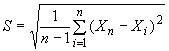 S = √( 1/(n−1) ∑_{i=1}^{n} (X_n − X_i)² )